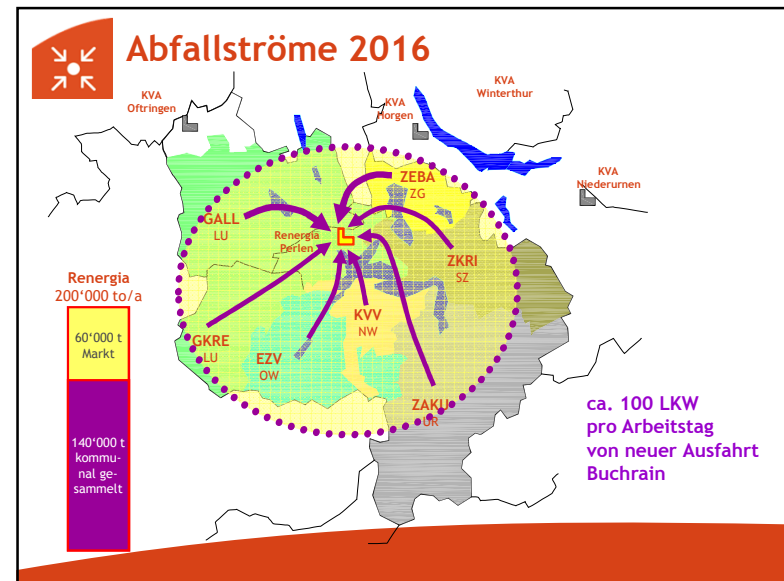 Abfallströme 2016
KVA
Oftringen
KVA
Horgen
KVA
Winterthur
KVA
Niederurnen
ZEBA
ZG
GALL
LU
Renergia
Perlen
ZKRI
SZ
Renergia
200‘000 to/a
60‘000 t
Markt
140‘000 t
kommu-
nal ge-
sammelt
GKRE
LU
EZV
OW
KVV
NW
ZAKU
UR
ca. 100 LKW
pro Arbeitstag
von neuer Ausfahrt
Buchrain